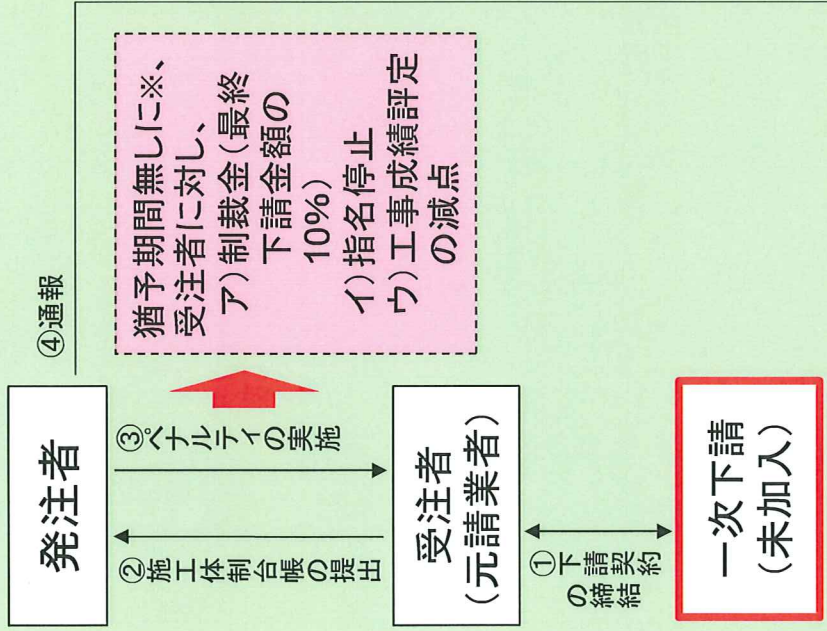 発注者
④通報
③ペナルティの実施
②施工体制台帳の提出
猶予期間無しに※、
受注者に対し、
ア)制裁金(最終
下請金額の
10%)
イ)指名停止
ウ)工事成績評定
の減点
受注者
(元請業者)
①下請契約
の締結
一次下請
(未加入)